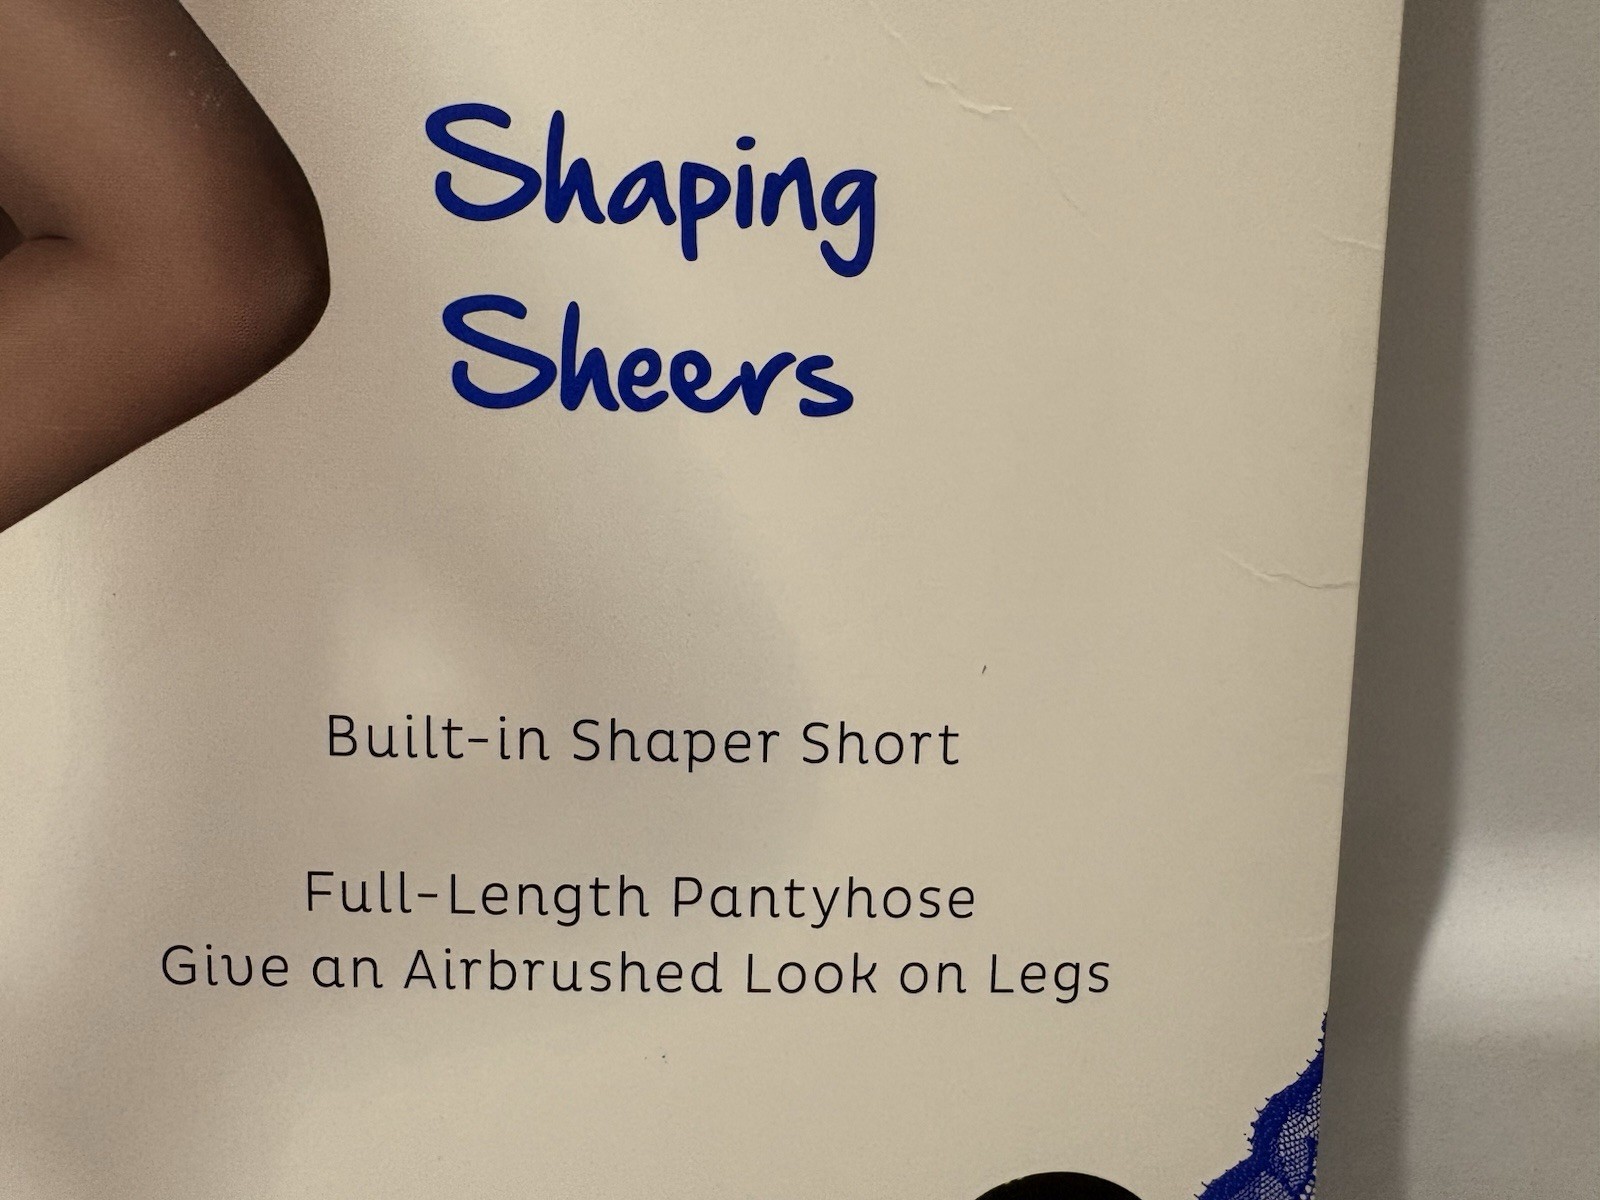 Shaping
Sheers
Built-in Shaper Short
Full-Length Pantyhose
Give an Airbrushed Look on Legs